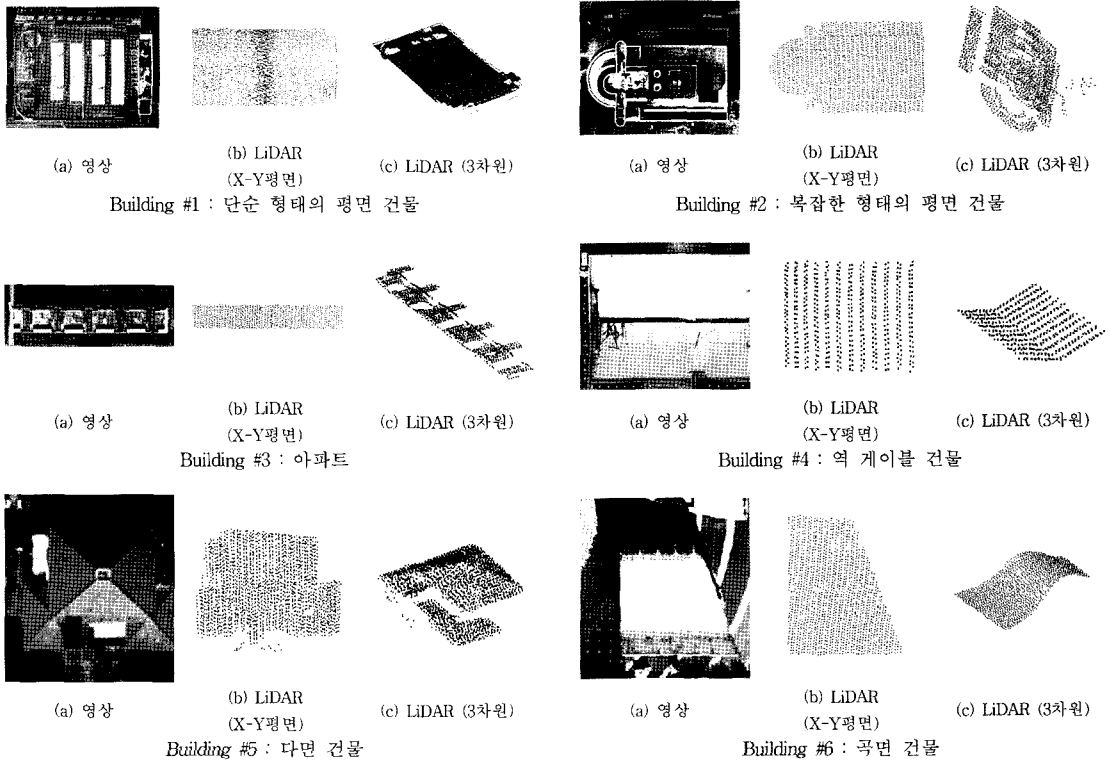 (a) 영상
(b) LiDAR
(X-Y평면)
(c) LiDAR (3차원)
Building #1 : 단순 형태의 평면 건물
(a) 영상
(b) LiDAR
(X-Y평면)
(c) LiDAR (3차원)
Building #2 : 복잡한 형태의 평면 건물
(a) 영상
(b) LiDAR
(X-Y평면)
(c) LiDAR (3차원)
Building #3 : 아파트
(a) 영상
(b) LiDAR
(X-Y평면)
(c) LiDAR (3차원)
Building #4 : 역 게이블 건물
(a) 영상
(b) LiDAR
(X-Y평면)
(c) LiDAR (3차원)
Building #5 : 다면 건물
(a) 영상
(b) LiDAR
(X-Y평면)
(c) LiDAR (3차원)
Building #6 : 곡면 건물